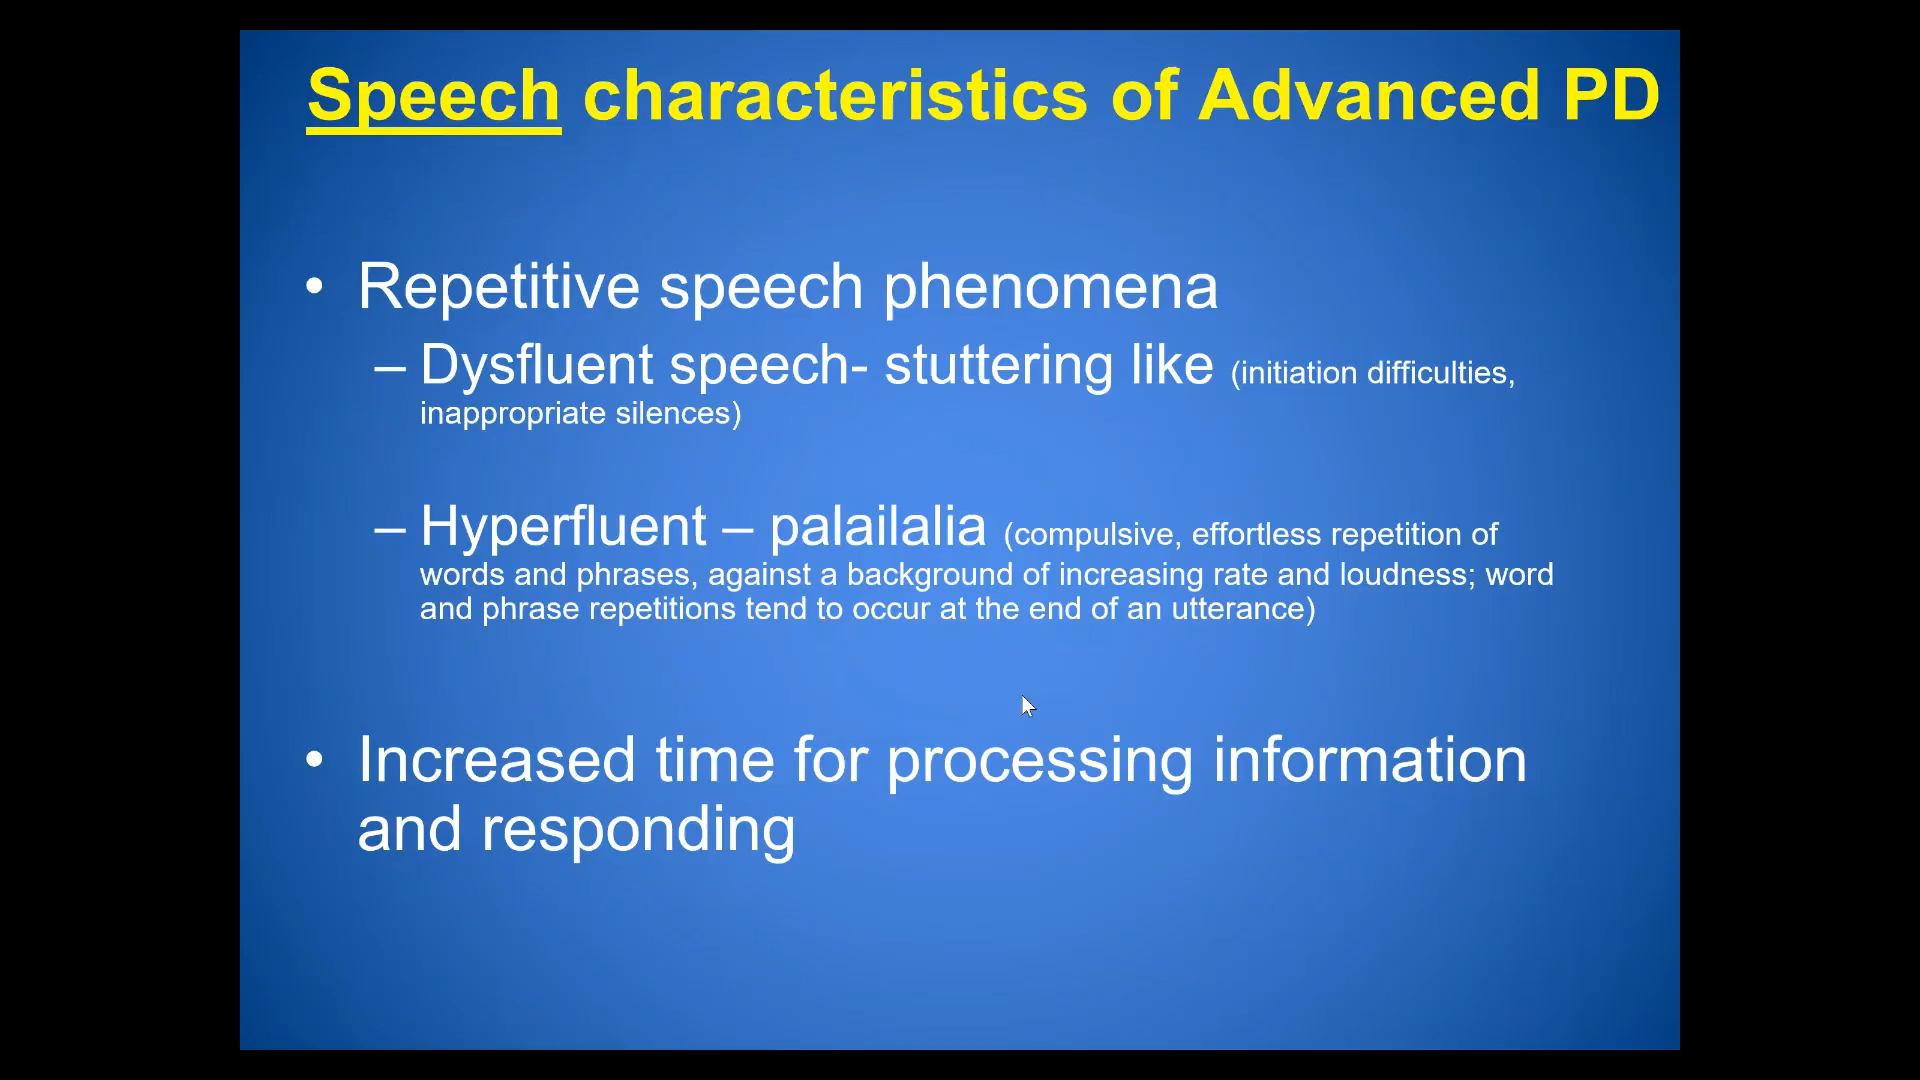 Speech characteristics of Advanced PD
• Repetitive speech phenomena
– Dysfluent speech- stuttering like (initiation difficulties,
inappropriate silences)
– Hyperfluent – palailalia (compulsive, effortless repetition of
words and phrases, against a background of increasing rate and loudness; word
and phrase repetitions tend to occur at the end of an utterance)
• Increased time for processing information
and responding